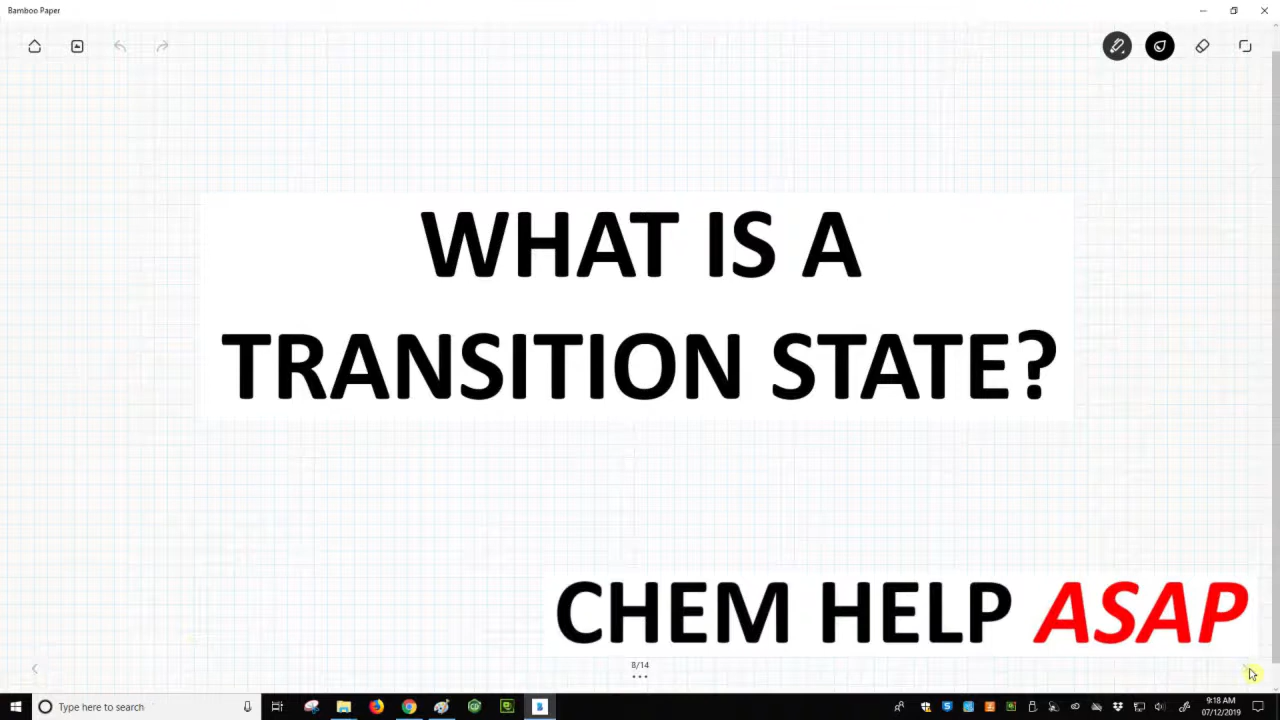 Bamboo Paper
WHAT IS A
TRANSITION STATE?
CHEM HELP ASAP
8/14
Type here to search
9:18 AM
07/12/2019